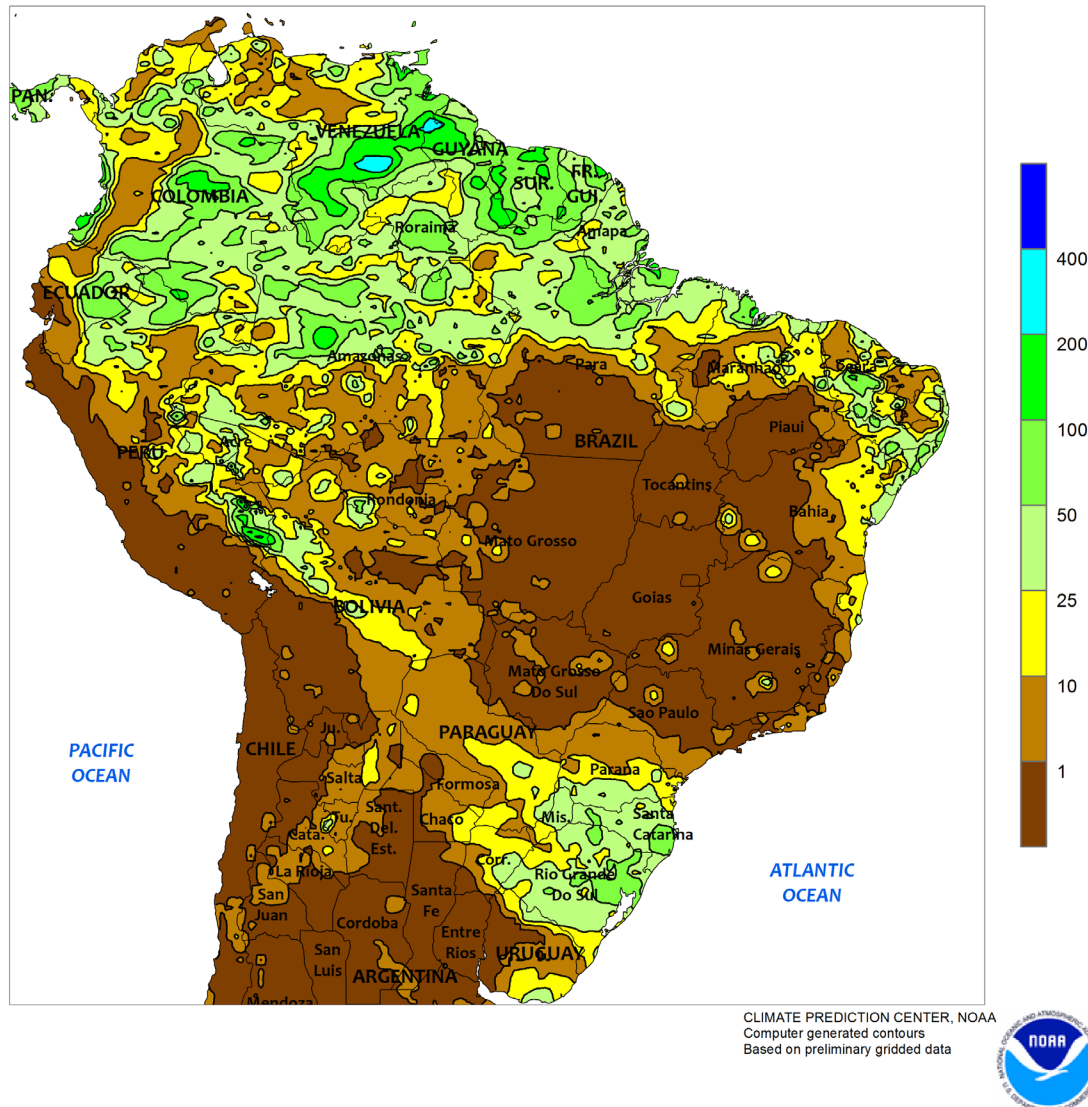 PAN.
VENEZUELA
GUYANA
COLOMBIA
SUR.
FR.
GUI.
Roraima
Amapa
ECUADOR
Amazonas
Para
Maranhao
Ceara
Piaui
BRAZIL
PERU
Acre
Tocantins
Rondonia
Bahia
Mato Grosso
Goias
BOLIVIA
Minas Gerais
Mato Grosso
Do Sul
Sao Paulo
PARAGUAY
Ju.
CHILE
PACIFIC
OCEAN
Parana
Salta
Formosa
Sant.
Del.
Est.
Tu.
Chaco
Mis.
Santa
Catarina
Cata.
Corr.
La Rioja
Rio Grande
Do Sul
ATLANTIC
OCEAN
San
Juan
Santa
Fe
Cordoba
Entre
Rios
San
Luis
URUGUAY
ARGENTINA
Mendoza
400
200
100
50
25
10
1
CLIMATE PREDICTION CENTER, NOAA
Computer generated contours
Based on preliminary gridded data
NOAA